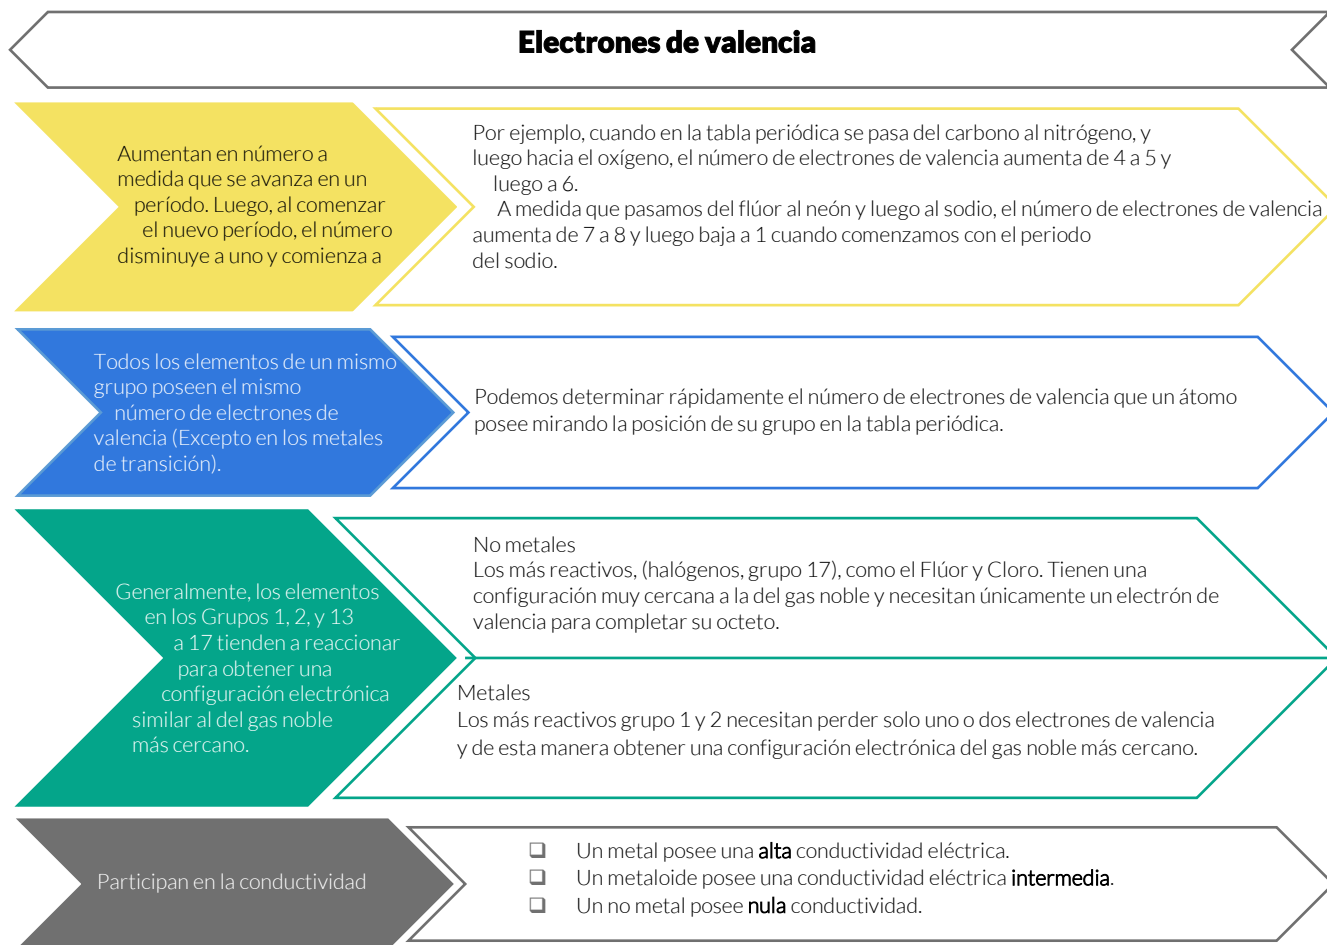 Electrones de valencia
Aumentan en número a
medida que se avanza en un
período. Luego, al comenzar
el nuevo período, el número
disminuye a uno y comienza a
Por ejemplo, cuando en la tabla periódica se pasa del carbono al nitrógeno, y
luego hacia el oxígeno, el número de electrones de valencia aumenta de 4 a 5 y
luego a 6.
A medida que pasamos del flúor al neón y luego al sodio, el número de electrones de valencia
aumenta de 7 a 8 y luego baja a 1 cuando comenzamos con el periodo
del sodio.
Todos los elementos de un mismo
grupo poseen el mismo
número de electrones de
valencia (Excepto en los metales
de transición).
Podemos determinar rápidamente el número de electrones de valencia que un átomo
posee mirando la posición de su grupo en la tabla periódica.
Generalmente, los elementos
en los Grupos 1, 2, y 13
a 17 tienden a reaccionar
para obtener una
configuración electrónica
similar al del gas noble
más cercano.
No metales
Los más reactivos, (halógenos, grupo 17), como el Flúor y Cloro. Tienen una
configuración muy cercana a la del gas noble y necesitan únicamente un electrón de
valencia para completar su octeto.
Metales
Los más reactivos grupo 1 y 2 necesitan perder solo uno o dos electrones de valencia
y de esta manera obtener una configuración electrónica del gas noble más cercano.
Participan en la conductividad
❑ Un metal posee una alta conductividad eléctrica.
❑ Un metaloide posee una conductividad eléctrica intermedia.
❑ Un no metal posee nula conductividad.